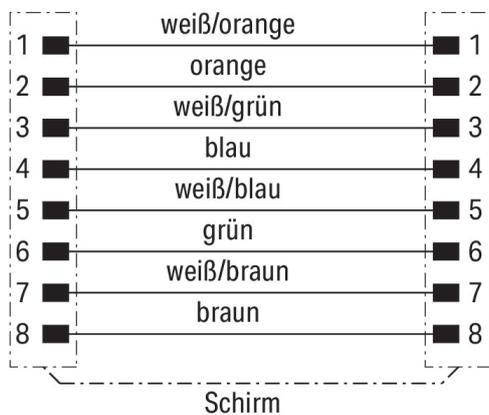 weiß/orange
1 1
orange
2 2
weiß/grün
3 3
blau
4 4
weiß/blau
5 5
grün
6 6
weiß/braun
7 7
braun
8 8
Schirm